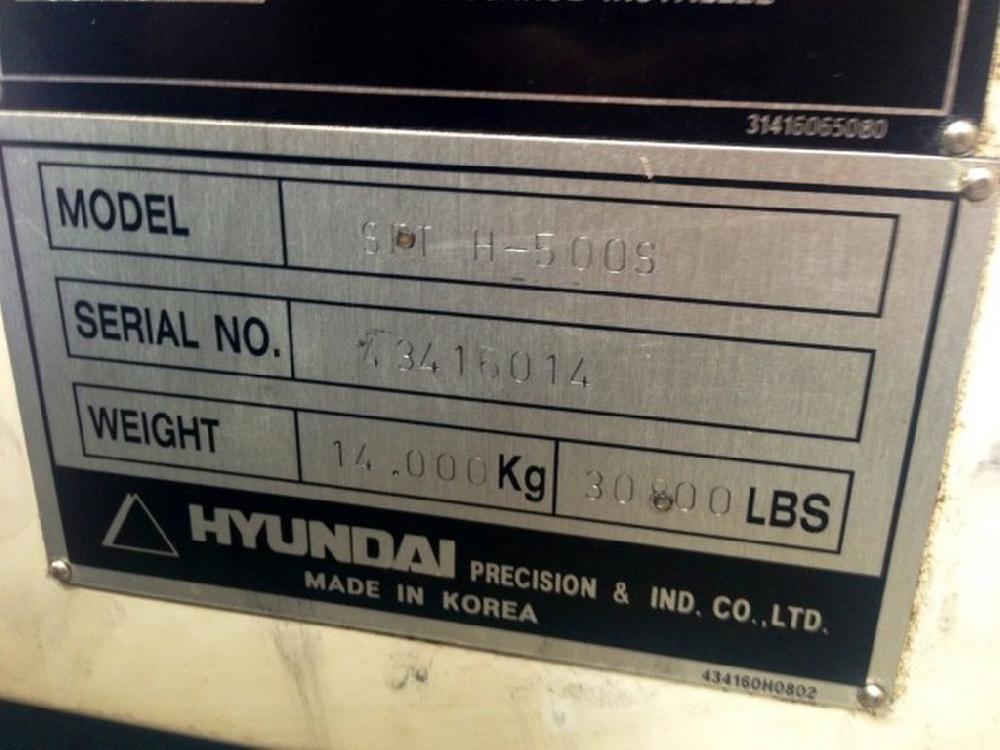 31416065080
MODEL SPT H-500S
SERIAL NO. 43416014
WEIGHT 14.000 Kg 30800 LBS
HYUNDAI PRECISION & IND. CO., LTD.
MADE IN KOREA
434160H0802